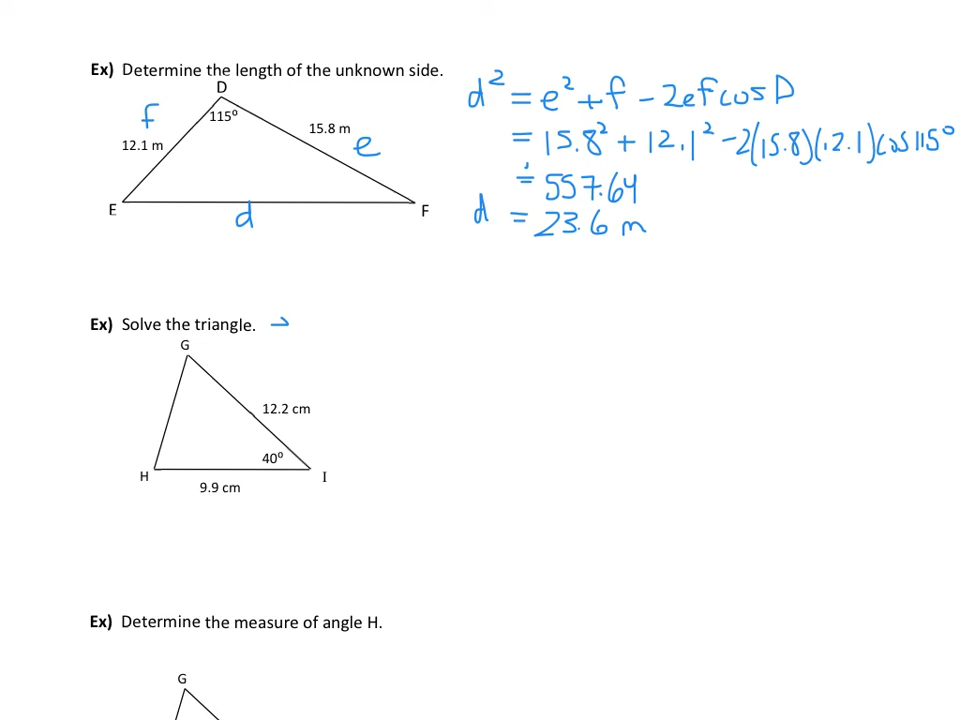 Ex) Determine the length of the unknown side.
D
115°
f
12.1 m
15.8 m
e
E
d
F
d² = e² + f - 2ef cos D
= 15.8² + 12.1² - 2(15.8)(12.1) cos 115°
≐ 557.64
d = 23.6 m
Ex) Solve the triangle. →
G
12.2 cm
40°
H
I
9.9 cm
Ex) Determine the measure of angle H.
G